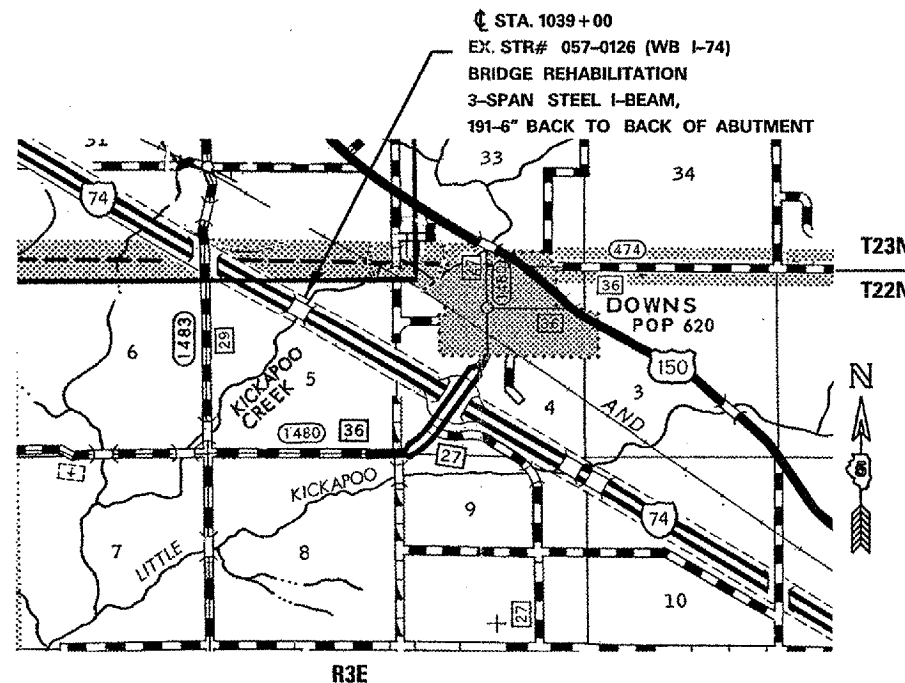 ℄ STA. 1039+00
EX. STR# 057-0126 (WB I-74)
BRIDGE REHABILITATION
3-SPAN STEEL I-BEAM,
191-6" BACK TO BACK OF ABUTMENT
31
33
34
74
T23N
474
T22N
36
DOWNS
POP 620
36
6
1483
29
KICKAPOO
CREEK
5
150
N
3
4
AND
1480
36
27
KICKAPOO
9
74
7
LITTLE
8
10
27
R3E